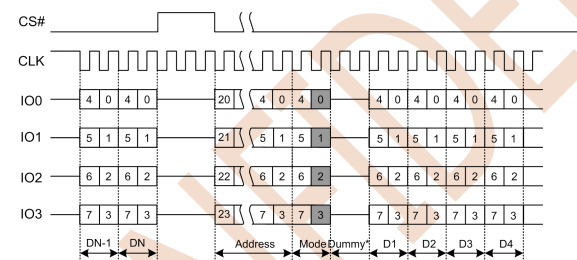 CS#
CLK
IO0 4 0 4 0 20 4 0 4 0 4 0 4 0 4 0 4 0
IO1 5 1 5 1 21 5 1 5 1 5 1 5 1 5 1 5 1
IO2 6 2 6 2 22 6 2 6 2 6 2 6 2 6 2 6 2
IO3 7 3 7 3 23 7 3 7 3 7 3 7 3 7 3 7 3
DN-1 DN Address Mode Dummy* D1 D2 D3 D4